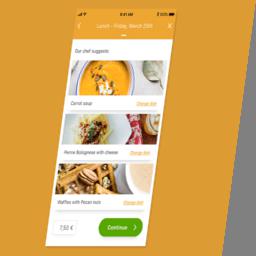 9:41 AM
Lunch - Friday, March 20th
Our chef suggests:
Carrot soup
Change dish
Penne Bolognese with cheese
Change dish
Waffles with Pecan nuts
Change dish
7,50 €
Continue